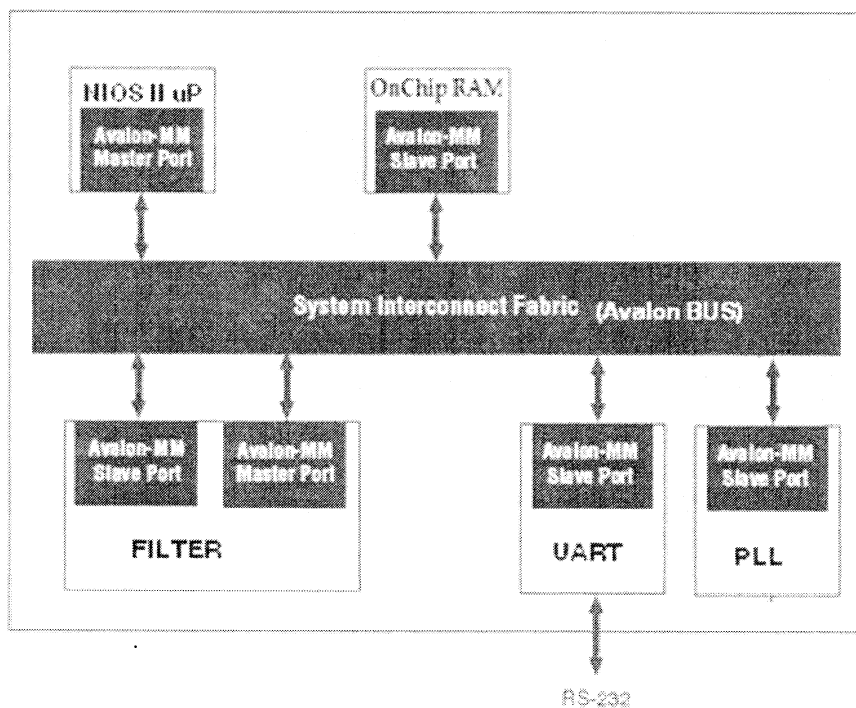 NIOS II uP
Avalon-MM
Master Port
OnChip RAM
Avalon-MM
Slave Port
System Interconnect Fabric (Avalon BUS)
Avalon-MM
Slave Port
Avalon-MM
Master Port
FILTER
Avalon-MM
Slave Port
UART
Avalon-MM
Slave Port
PLL
RS-232